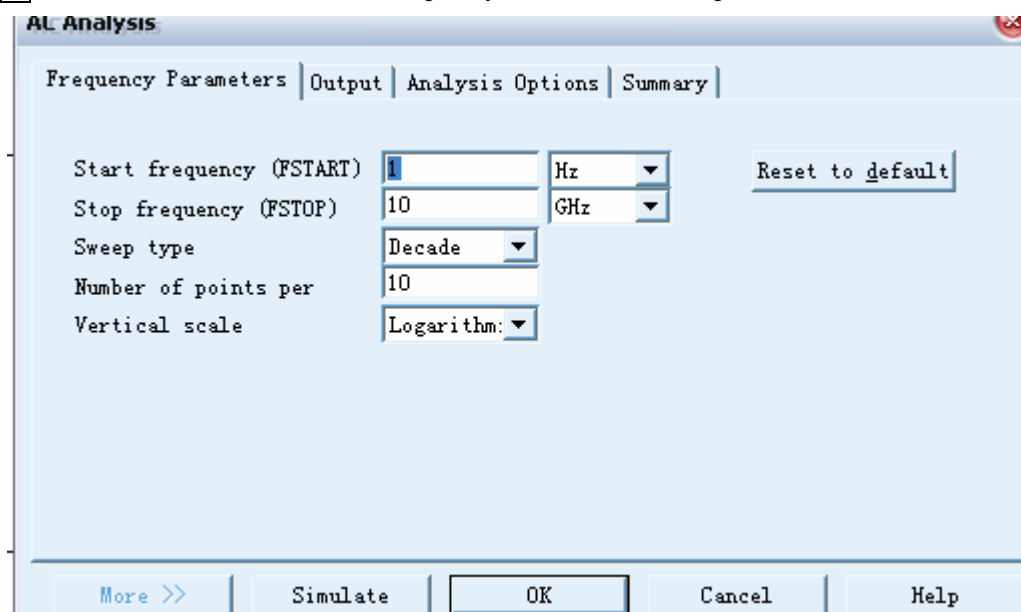 AC Analysis
Frequency Parameters Output Analysis Options Summary
Start frequency (FSTART) 1 Hz Reset to default
Stop frequency (FSTOP) 10 GHz
Sweep type Decade
Number of points per 10
Vertical scale Logarithm:
More >> Simulate OK Cancel Help